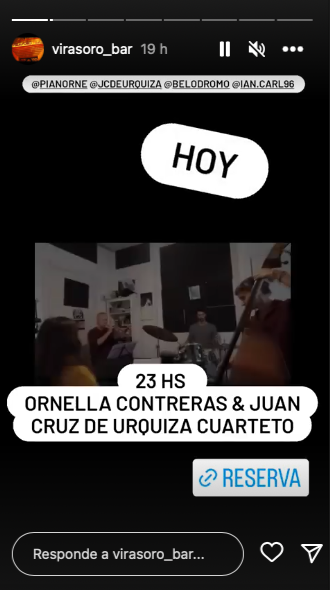 virasoro_bar 19 h
@PIANORNE @JCDEURQUIZA @BELODROMO @IAN.CARL96
HOY
23 HS
ORNELLA CONTRERAS & JUAN
CRUZ DE URQUIZA CUARTETO
RESERVA
Responde a virasoro_bar...